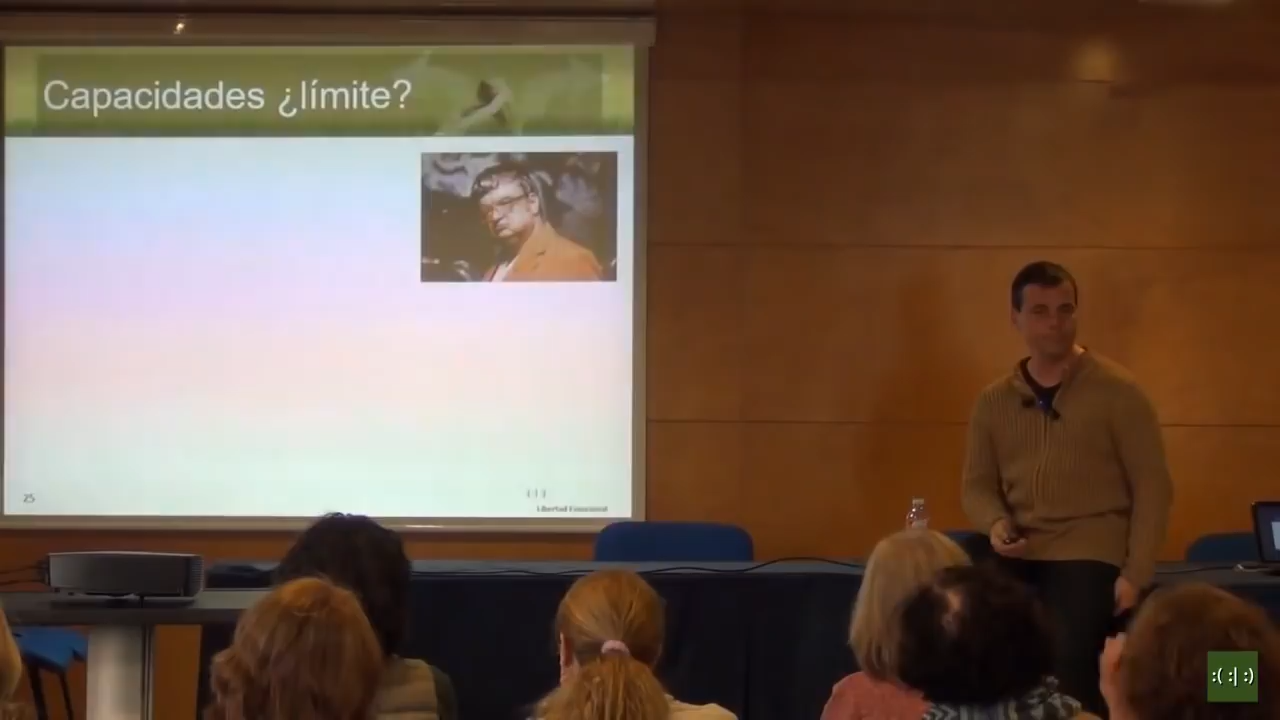 Capacidades ¿límite?
25
Libertad Emocional
:( :| :)